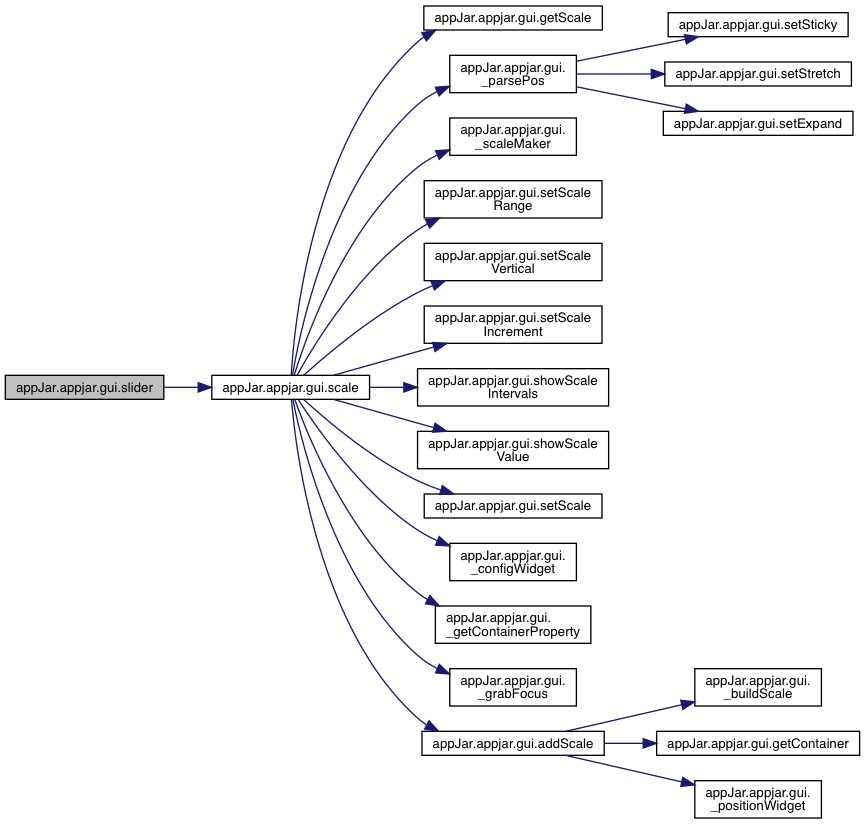 appJar.appjar.gui.slider
appJar.appjar.gui.scale
appJar.appjar.gui.getScale
appJar.appjar.gui.
_parsePos
appJar.appjar.gui.setSticky
appJar.appjar.gui.setStretch
appJar.appjar.gui.setExpand
appJar.appjar.gui.
_scaleMaker
appJar.appjar.gui.setScale
Range
appJar.appjar.gui.setScale
Vertical
appJar.appjar.gui.setScale
Increment
appJar.appjar.gui.showScale
Intervals
appJar.appjar.gui.showScale
Value
appJar.appjar.gui.setScale
appJar.appjar.gui.
_configWidget
appJar.appjar.gui.
_getContainerProperty
appJar.appjar.gui.
_grabFocus
appJar.appjar.gui.addScale
appJar.appjar.gui.
_buildScale
appJar.appjar.gui.getContainer
appJar.appjar.gui.
_positionWidget